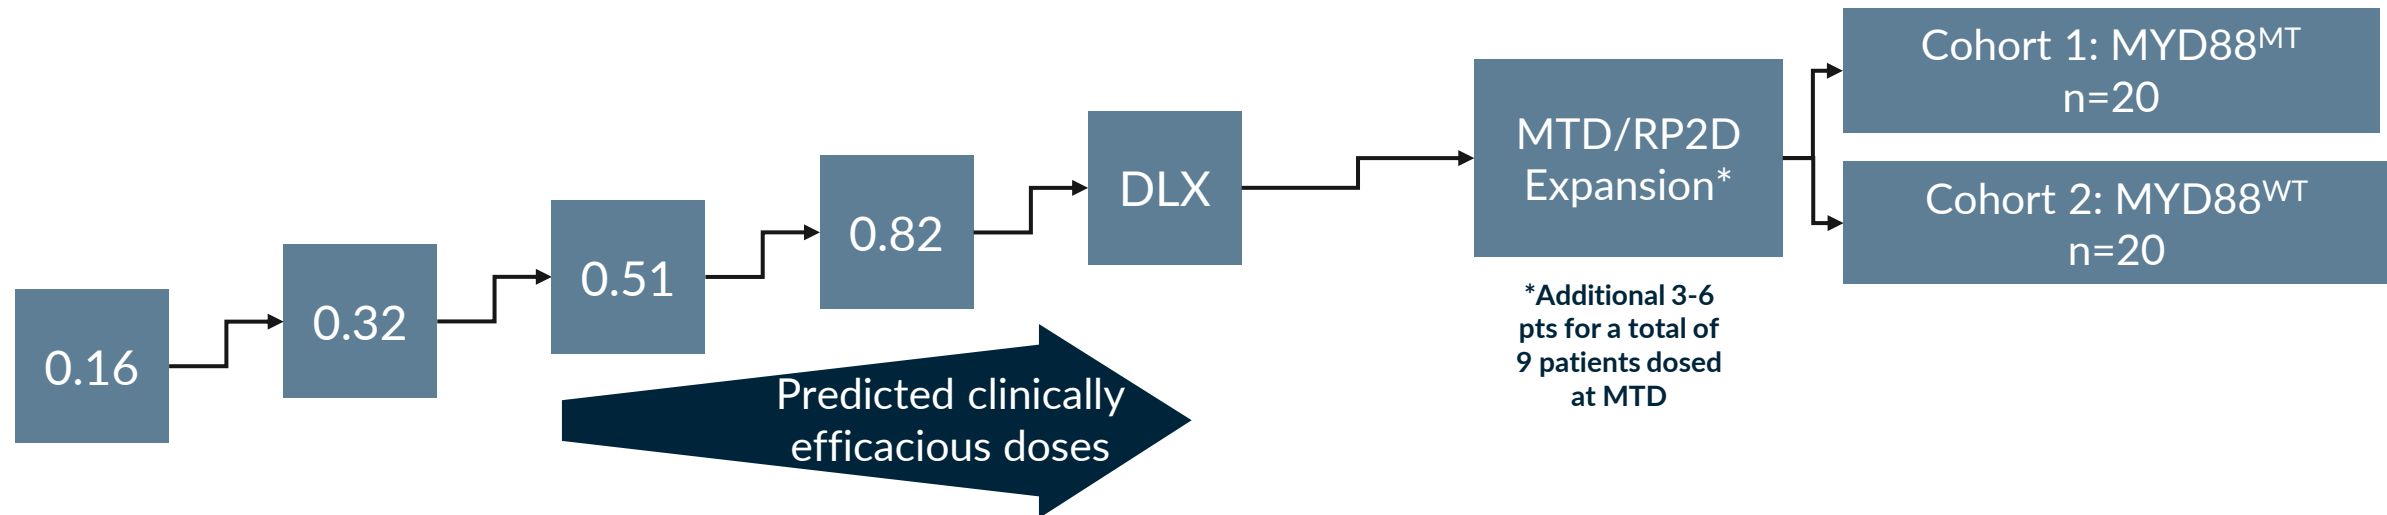 0.16
0.32
0.51
0.82
DLX
MTD/RP2D
Expansion*
*Additional 3-6
pts for a total of
9 patients dosed
at MTD
Cohort 1: MYD88ᴹᵀ
n=20
Cohort 2: MYD88ᵂᵀ
n=20
Predicted clinically
efficacious doses